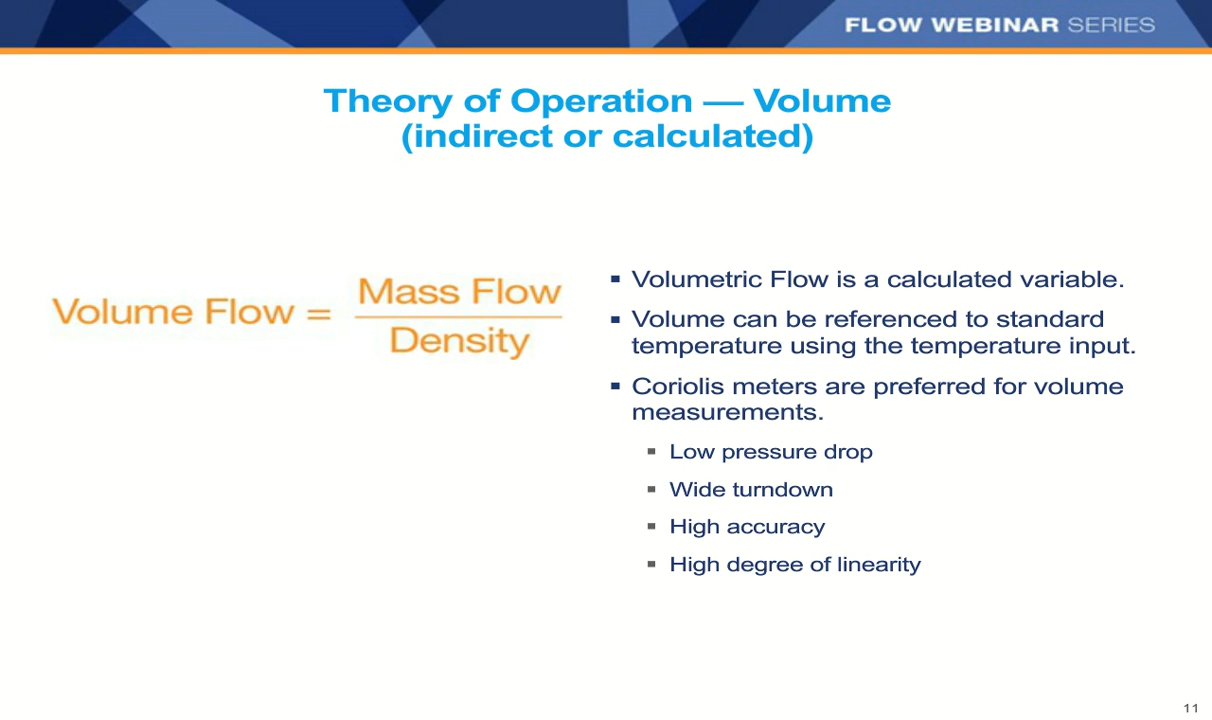 FLOW WEBINAR SERIES
Theory of Operation — Volume
(indirect or calculated)
Volume Flow = Mass Flow
Density
▪ Volumetric Flow is a calculated variable.
▪ Volume can be referenced to standard
temperature using the temperature input.
▪ Coriolis meters are preferred for volume
measurements.
▪ Low pressure drop
▪ Wide turndown
▪ High accuracy
▪ High degree of linearity
11